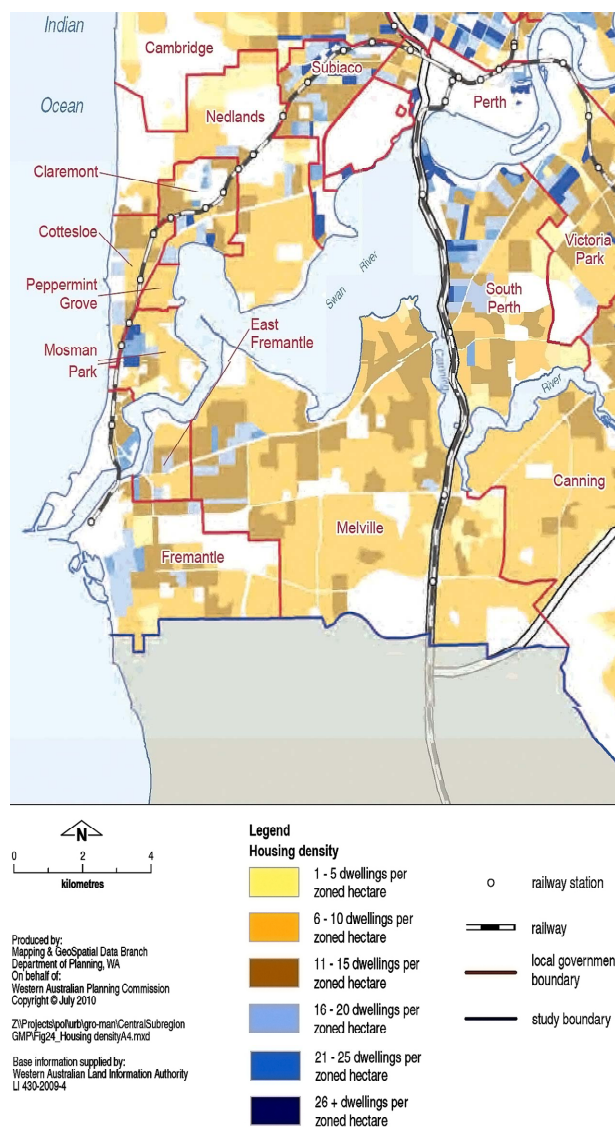 Indian
Ocean
Cambridge
Subiaco
Nedlands
Perth
Claremont
Cottesloe
Peppermint
Grove
Mosman
Park
East
Fremantle
Swan River
South
Perth
Victoria
Park
Canning
River
Canning
Melville
Fremantle
N
0 2 4
kilometres
Produced by:
Mapping & GeoSpatial Data Branch
Department of Planning, WA
On behalf of:
Western Australian Planning Commission
Copyright © July 2010
Z\\Projects\pol\urb\gro-man\CentralSubregion
GMP\Fig24_Housing densityA4.mxd
Base information supplied by:
Western Australian Land Information Authority
LI 430-2009-4
Legend
Housing density
1 - 5 dwellings per
zoned hectare
6 - 10 dwellings per
zoned hectare
11 - 15 dwellings per
zoned hectare
16 - 20 dwellings per
zoned hectare
21 - 25 dwellings per
zoned hectare
26 + dwellings per
zoned hectare
railway station
railway
local governmen
boundary
study boundary